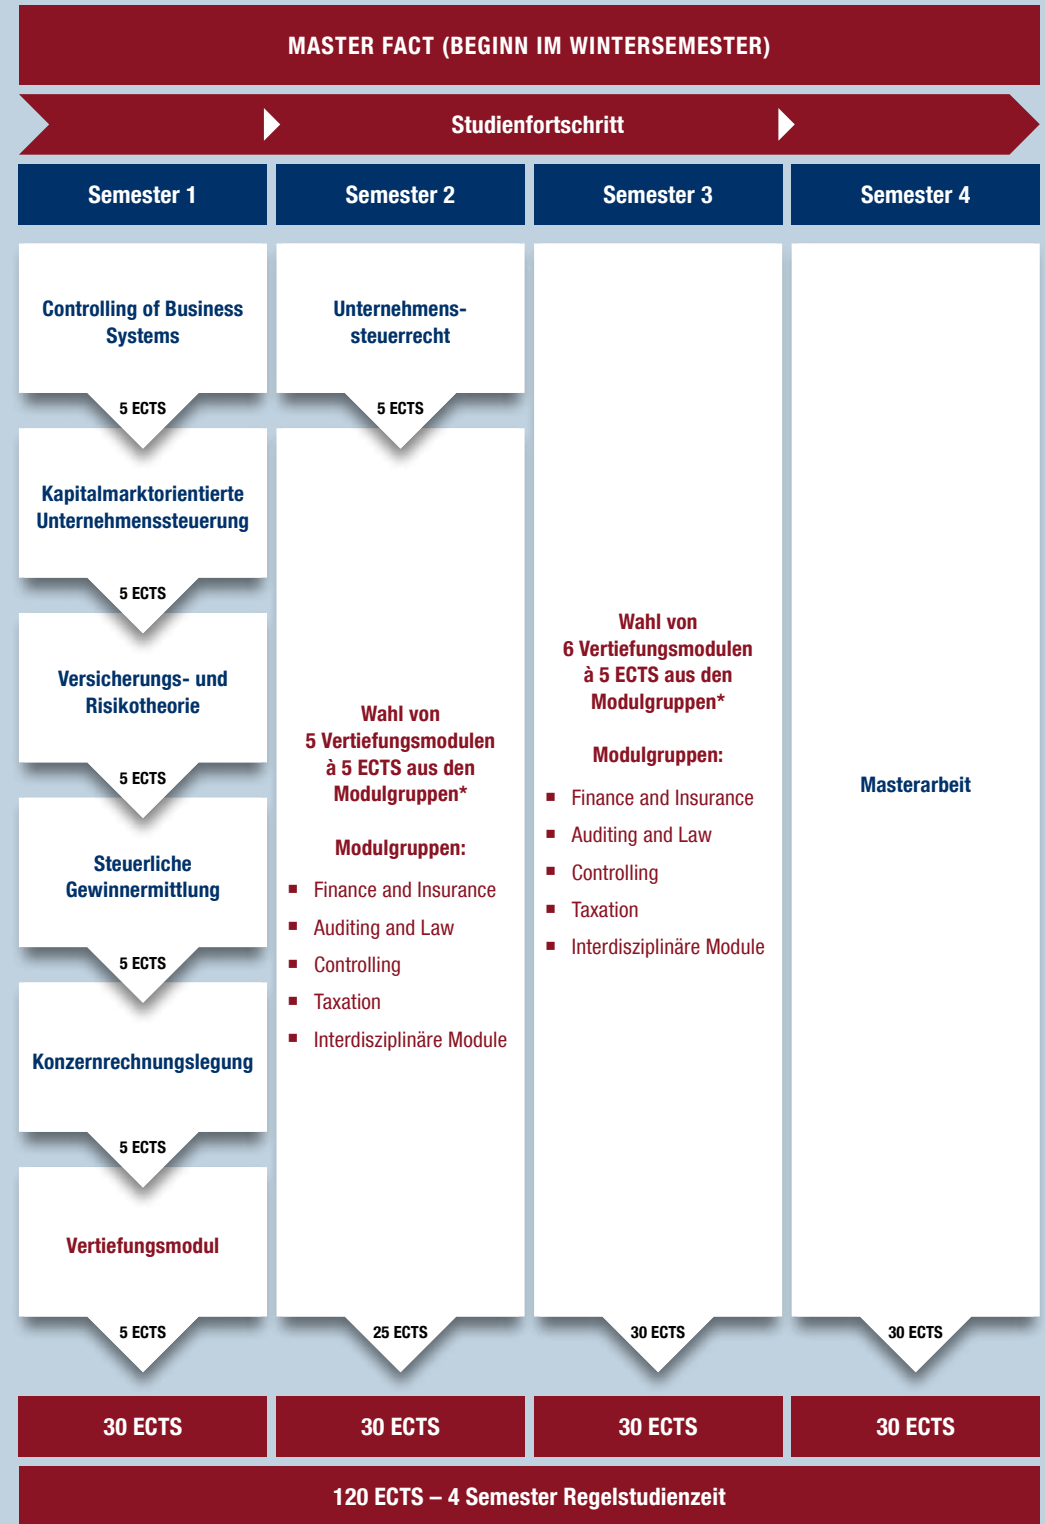 MASTER FACT (BEGINN IM WINTERSEMESTER)
Studienfortschritt
Semester 1
Semester 2
Semester 3
Semester 4
Controlling of Business
Systems
5 ECTS
Kapitalmarktorientierte
Unternehmenssteuerung
5 ECTS
Versicherungs- und
Risikotheorie
5 ECTS
Steuerliche
Gewinnermittlung
5 ECTS
Konzernrechnungslegung
5 ECTS
Vertiefungsmodul
5 ECTS
Unternehmens-
steuerrecht
5 ECTS
Wahl von
5 Vertiefungsmodulen
à 5 ECTS aus den
Modulgruppen*
Modulgruppen:
▪ Finance and Insurance
▪ Auditing and Law
▪ Controlling
▪ Taxation
▪ Interdisziplinäre Module
25 ECTS
Wahl von
6 Vertiefungsmodulen
à 5 ECTS aus den
Modulgruppen*
Modulgruppen:
▪ Finance and Insurance
▪ Auditing and Law
▪ Controlling
▪ Taxation
▪ Interdisziplinäre Module
30 ECTS
Masterarbeit
30 ECTS
30 ECTS
30 ECTS
30 ECTS
30 ECTS
120 ECTS – 4 Semester Regelstudienzeit